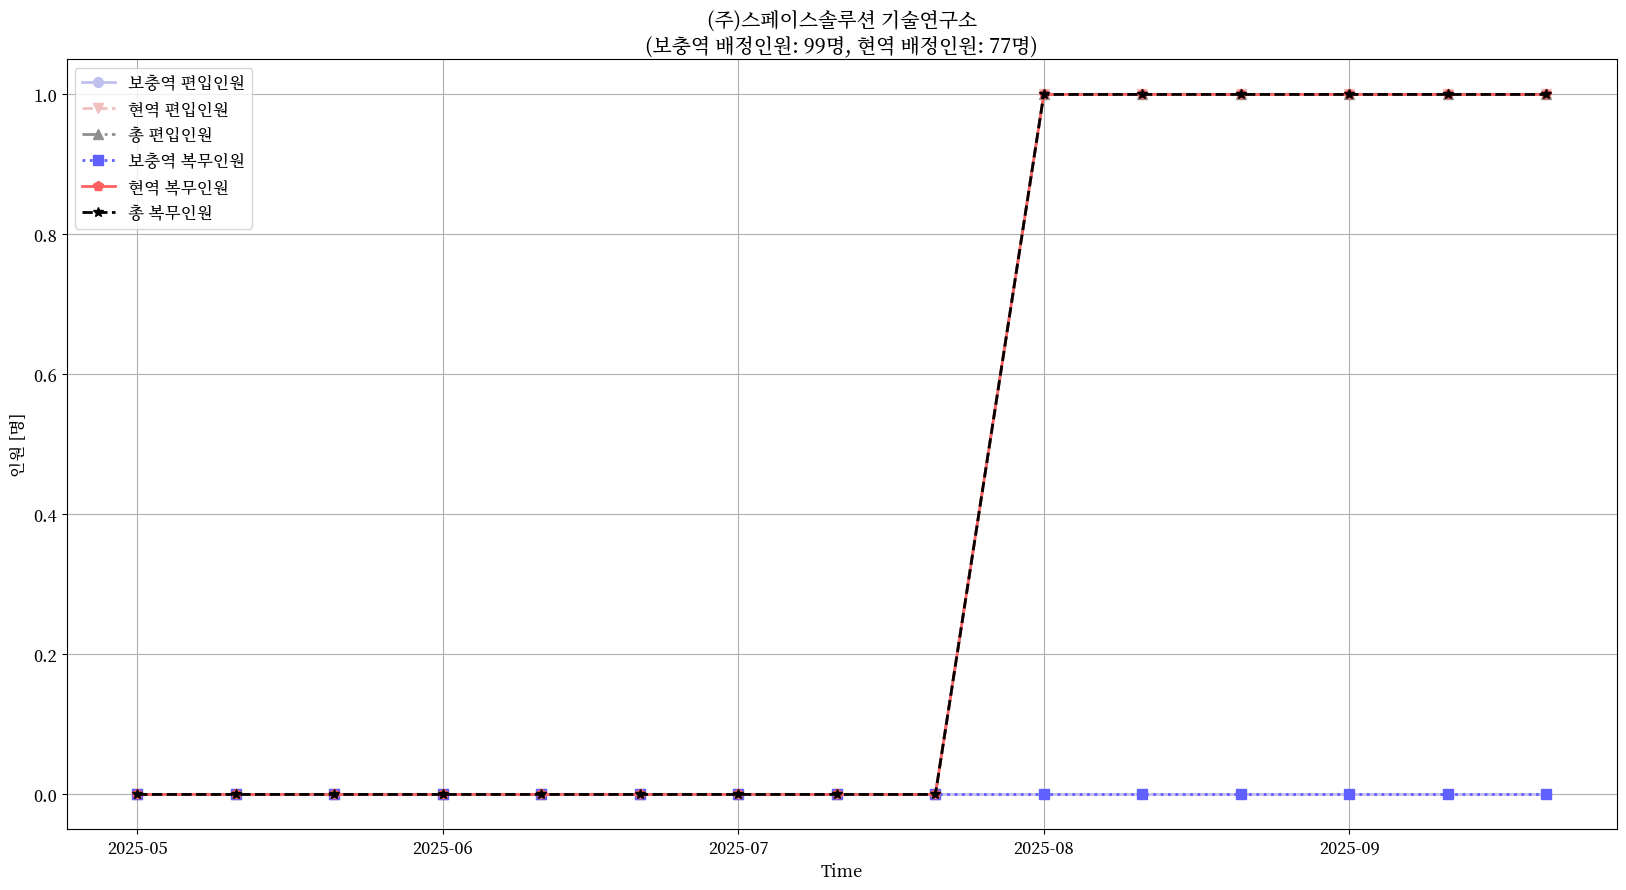 (주)스페이스솔루션 기술연구소
(보충역 배정인원: 99명, 현역 배정인원: 77명)
보충역 편입인원
현역 편입인원
총 편입인원
보충역 복무인원
현역 복무인원
총 복무인원
인원 [명]
1.0
0.8
0.6
0.4
0.2
0.0
2025-05
2025-06
2025-07
2025-08
2025-09
Time